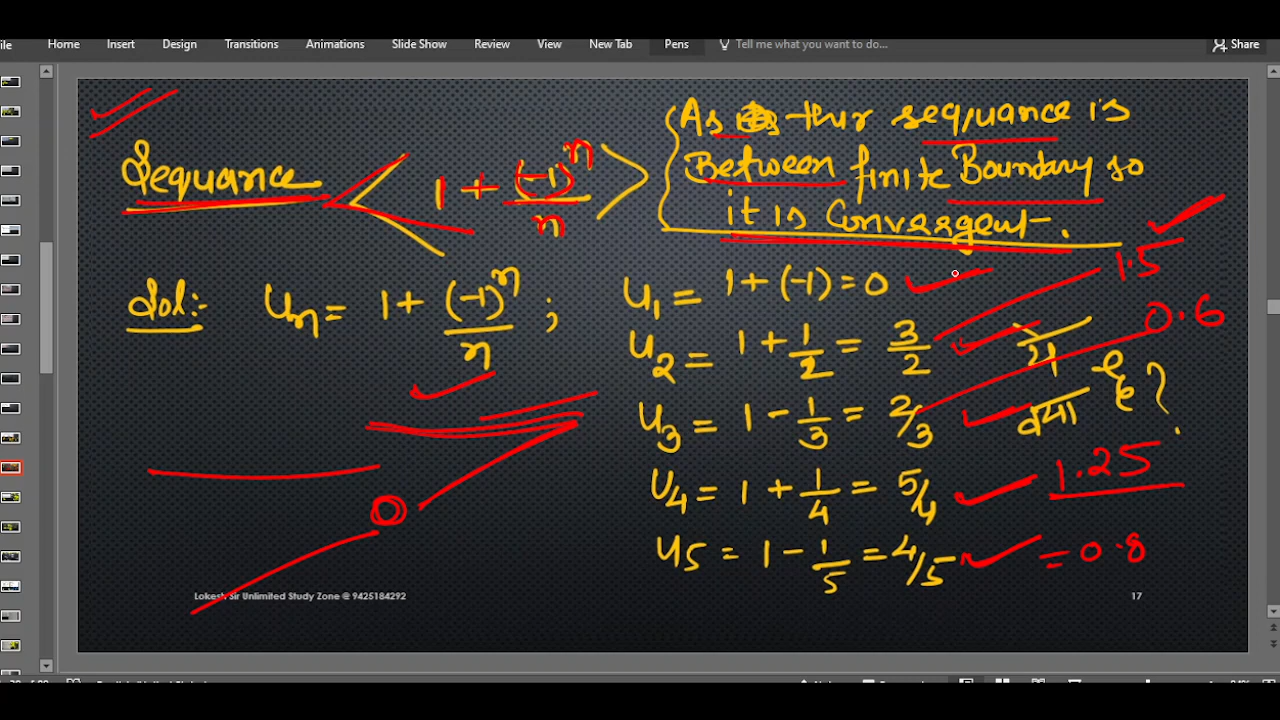 File Home Insert Design Transitions Animations Slide Show Review View New Tab Pens Tell me what you want to do... Share
Sequance < 1 + (-1)^n / n >
As this sequance is
Between finite Boundary so
it is Convergent.
Sol:- Un = 1 + (-1)^n / n ;
U1 = 1 + (-1) = 0
U2 = 1 + 1/2 = 3/2 1.5
U3 = 1 - 1/3 = 2/3 0.6
U4 = 1 + 1/4 = 5/4 1.25
U5 = 1 - 1/5 = 4/5 = 0.8
0
Lokesh Sir Unlimited Study Zone @ 9425184292
17